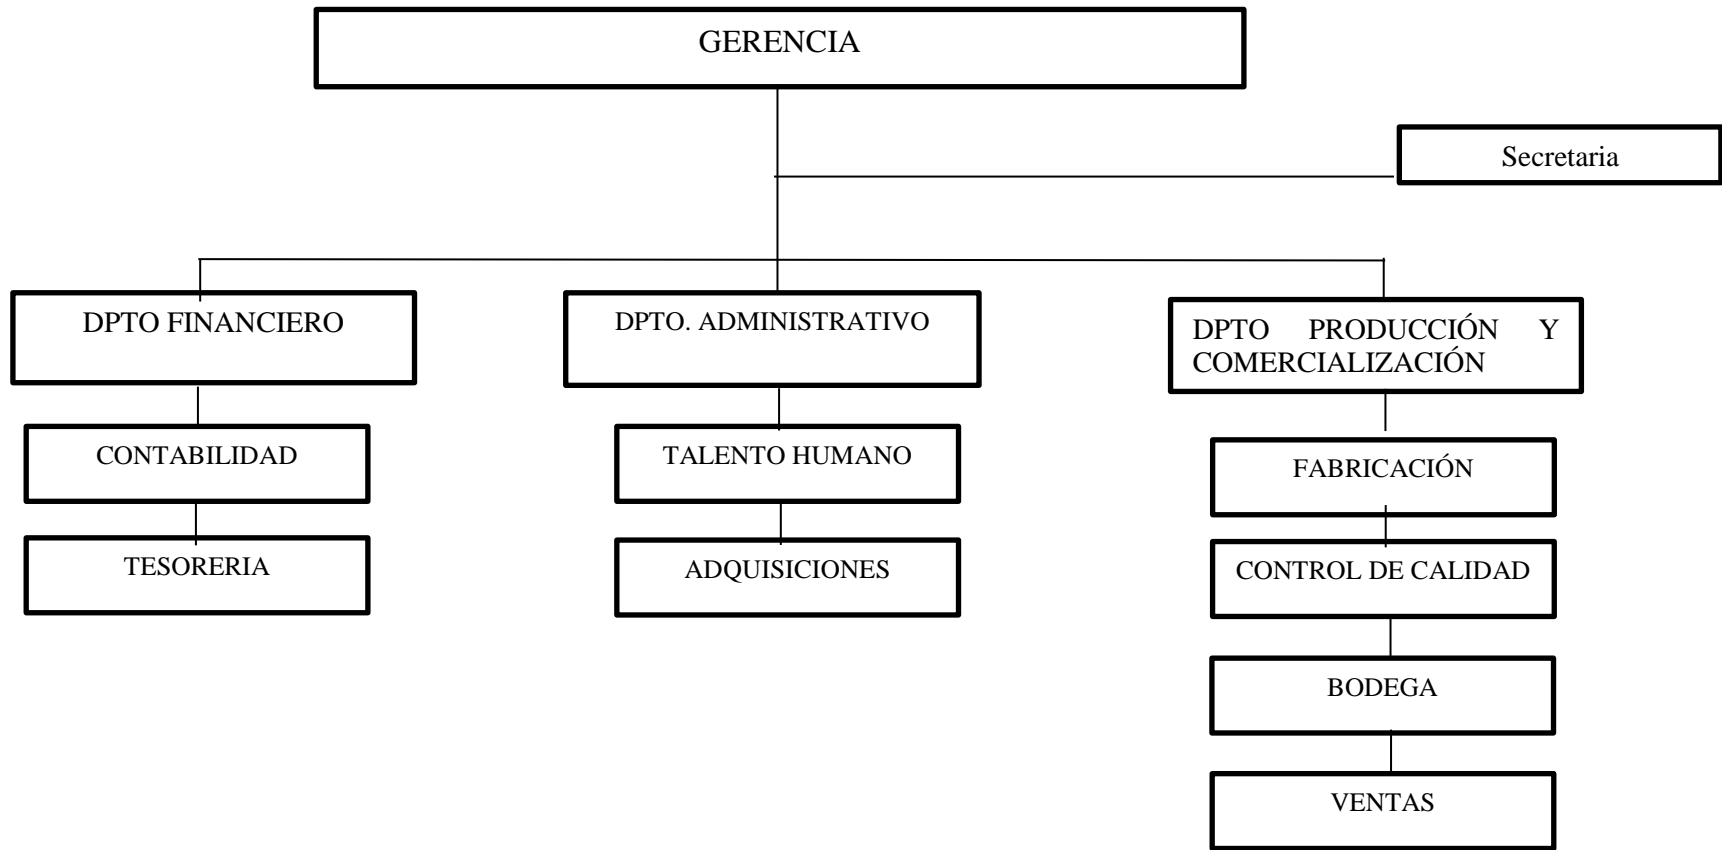 GERENCIA
Secretaria
DPTO FINANCIERO
DPTO. ADMINISTRATIVO
DPTO PRODUCCIÓN Y
COMERCIALIZACIÓN
CONTABILIDAD
TALENTO HUMANO
FABRICACIÓN
TESORERIA
ADQUISICIONES
CONTROL DE CALIDAD
BODEGA
VENTAS